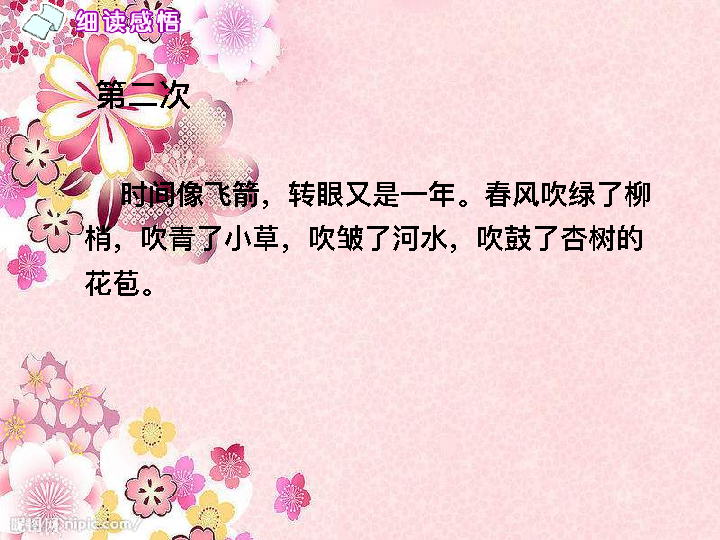 细读感悟
第二次
时间像飞箭，转眼又是一年。春风吹绿了柳
梢，吹青了小草，吹皱了河水，吹鼓了杏树的
花苞。
昵图网 nipic.com/